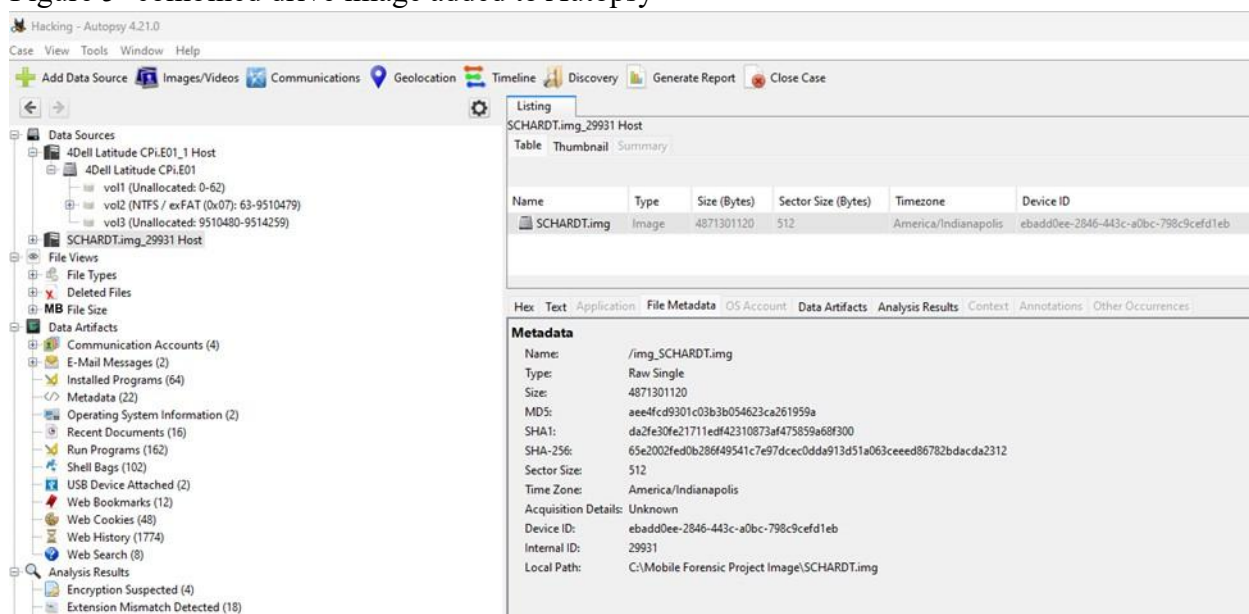 Hacking - Autopsy 4.21.0
Case View Tools Window Help
Add Data Source Images/Videos Communications Geolocation Timeline Discovery Generate Report Close Case
Data Sources
4Dell Latitude CPi.E01_1 Host
4Dell Latitude CPi.E01
vol1 (Unallocated: 0-62)
vol2 (NTFS / exFAT (0x07): 63-9510479)
vol3 (Unallocated: 9510480-9514259)
SCHARDT.img_29931 Host
File Views
File Types
Deleted Files
MB File Size
Data Artifacts
Communication Accounts (4)
E-Mail Messages (2)
Installed Programs (64)
Metadata (22)
Operating System Information (2)
Recent Documents (16)
Run Programs (162)
Shell Bags (102)
USB Device Attached (2)
Web Bookmarks (12)
Web Cookies (48)
Web History (1774)
Web Search (8)
Analysis Results
Encryption Suspected (4)
Extension Mismatch Detected (18)
Listing
SCHARDT.img_29931 Host
Table Thumbnail Summary
Name Type Size (Bytes) Sector Size (Bytes) Timezone Device ID
SCHARDT.img Image 4871301120 512 America/Indianapolis ebadd0ee-2846-443c-a0bc-798c9cefd1eb
Hex Text Application File Metadata OS Account Data Artifacts Analysis Results Context Annotations Other Occurrences
Metadata
Name: /img_SCHARDT.img
Type: Raw Single
Size: 4871301120
MD5: aee4fcd9301c03b3b054623ca261959a
SHA1: da2fe30fe21711edf42310873af475859a68f300
SHA-256: 65e2002fed0b286f49541c7e97dcec0dda913d51a063ceeed86782bdacda2312
Sector Size: 512
Time Zone: America/Indianapolis
Acquisition Details: Unknown
Device ID: ebadd0ee-2846-443c-a0bc-798c9cefd1eb
Internal ID: 29931
Local Path: C:\Mobile Forensic Project Image\SCHARDT.img